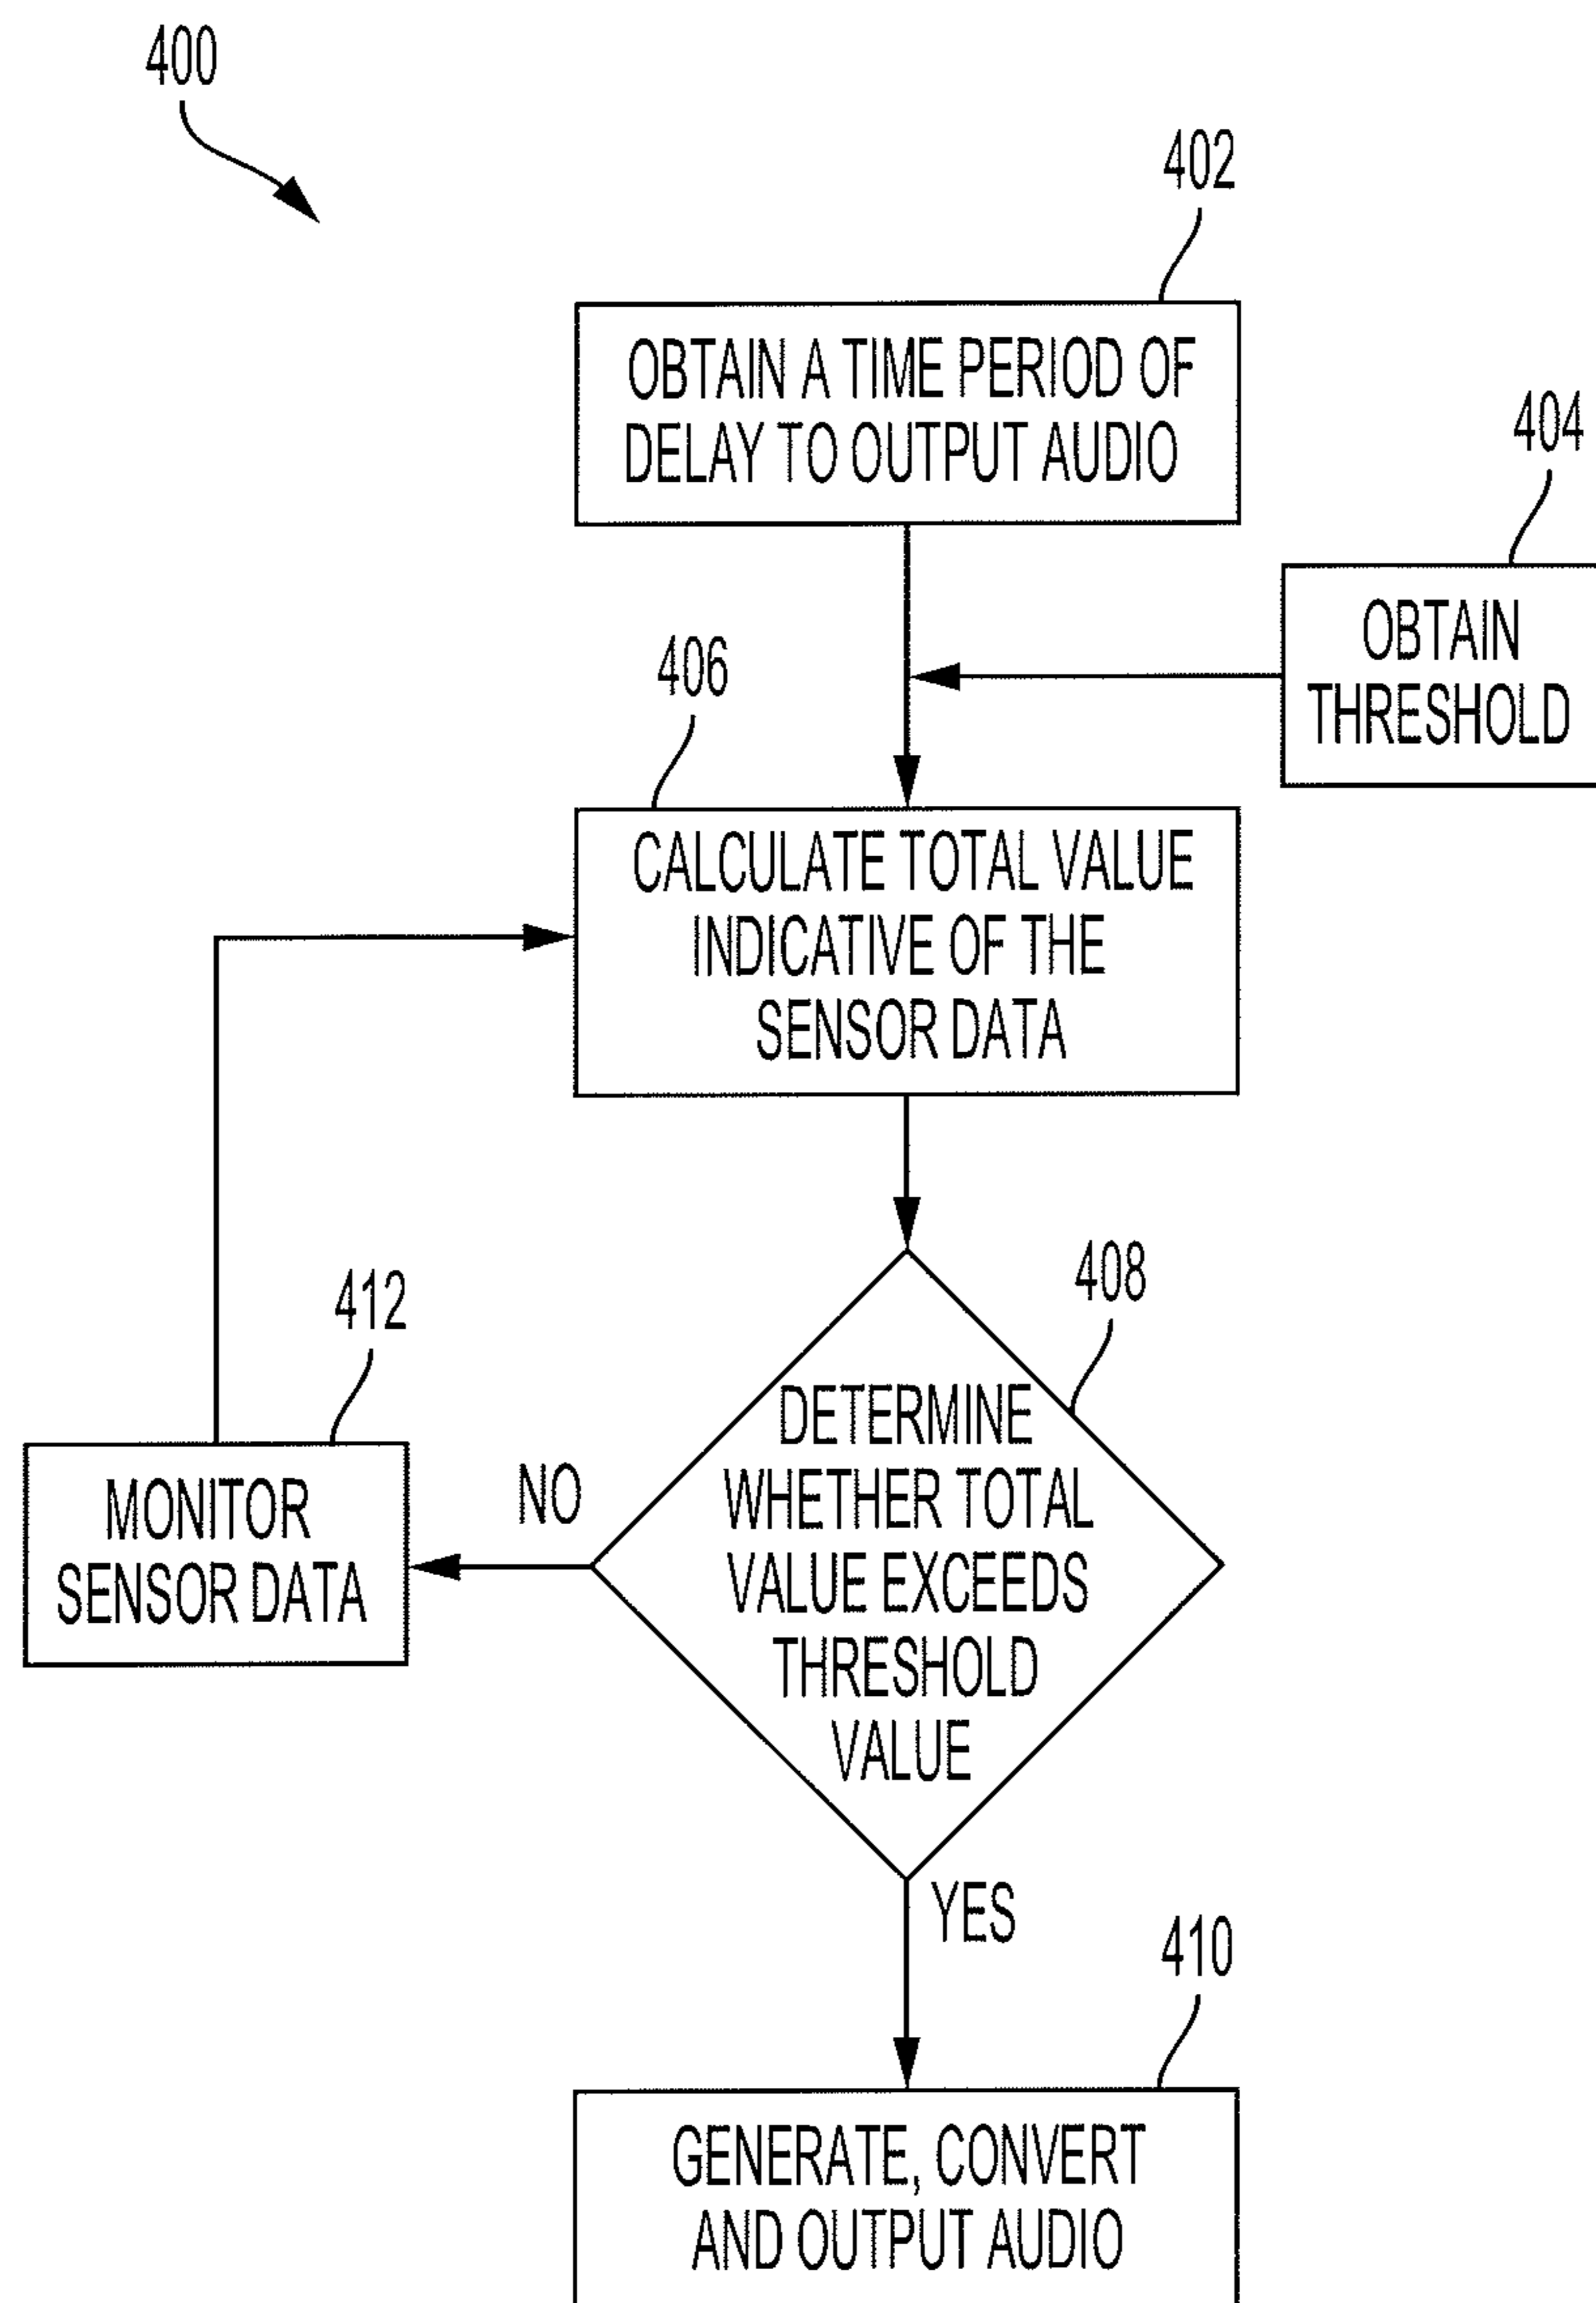 400
402
OBTAIN A TIME PERIOD OF
DELAY TO OUTPUT AUDIO
404
OBTAIN
THRESHOLD
406
CALCULATE TOTAL VALUE
INDICATIVE OF THE
SENSOR DATA
408
DETERMINE
WHETHER TOTAL
VALUE EXCEEDS
THRESHOLD
VALUE
412
NO
MONITOR
SENSOR DATA
YES
410
GENERATE, CONVERT
AND OUTPUT AUDIO